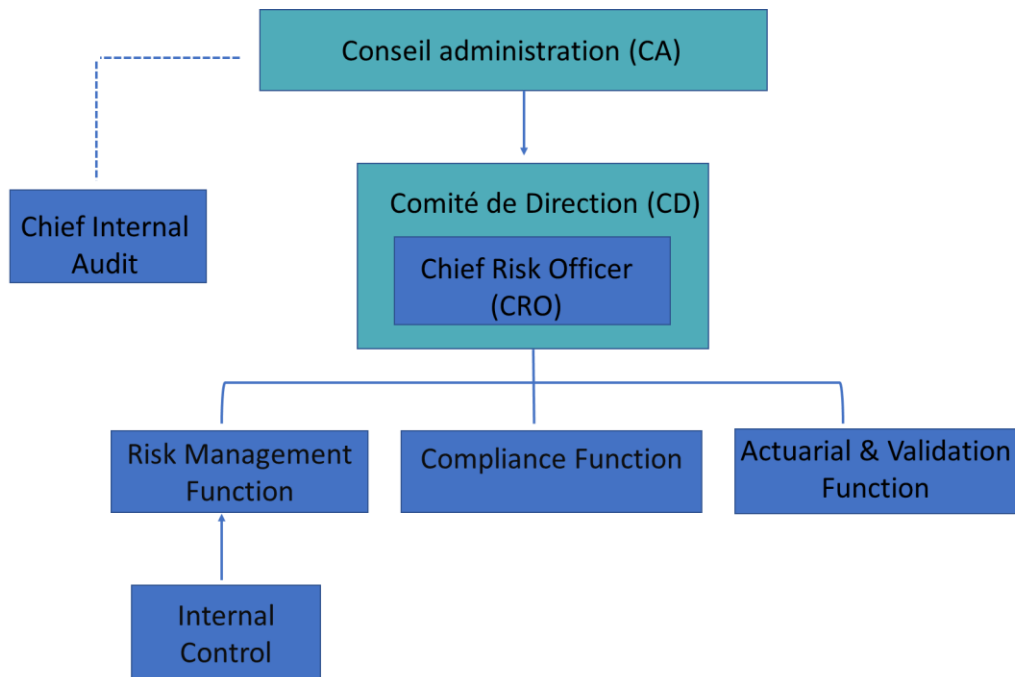 Conseil administration (CA)
Chief Internal
Audit
Comité de Direction (CD)
Chief Risk Officer
(CRO)
Risk Management
Function
Compliance Function
Actuarial & Validation
Function
Internal
Control